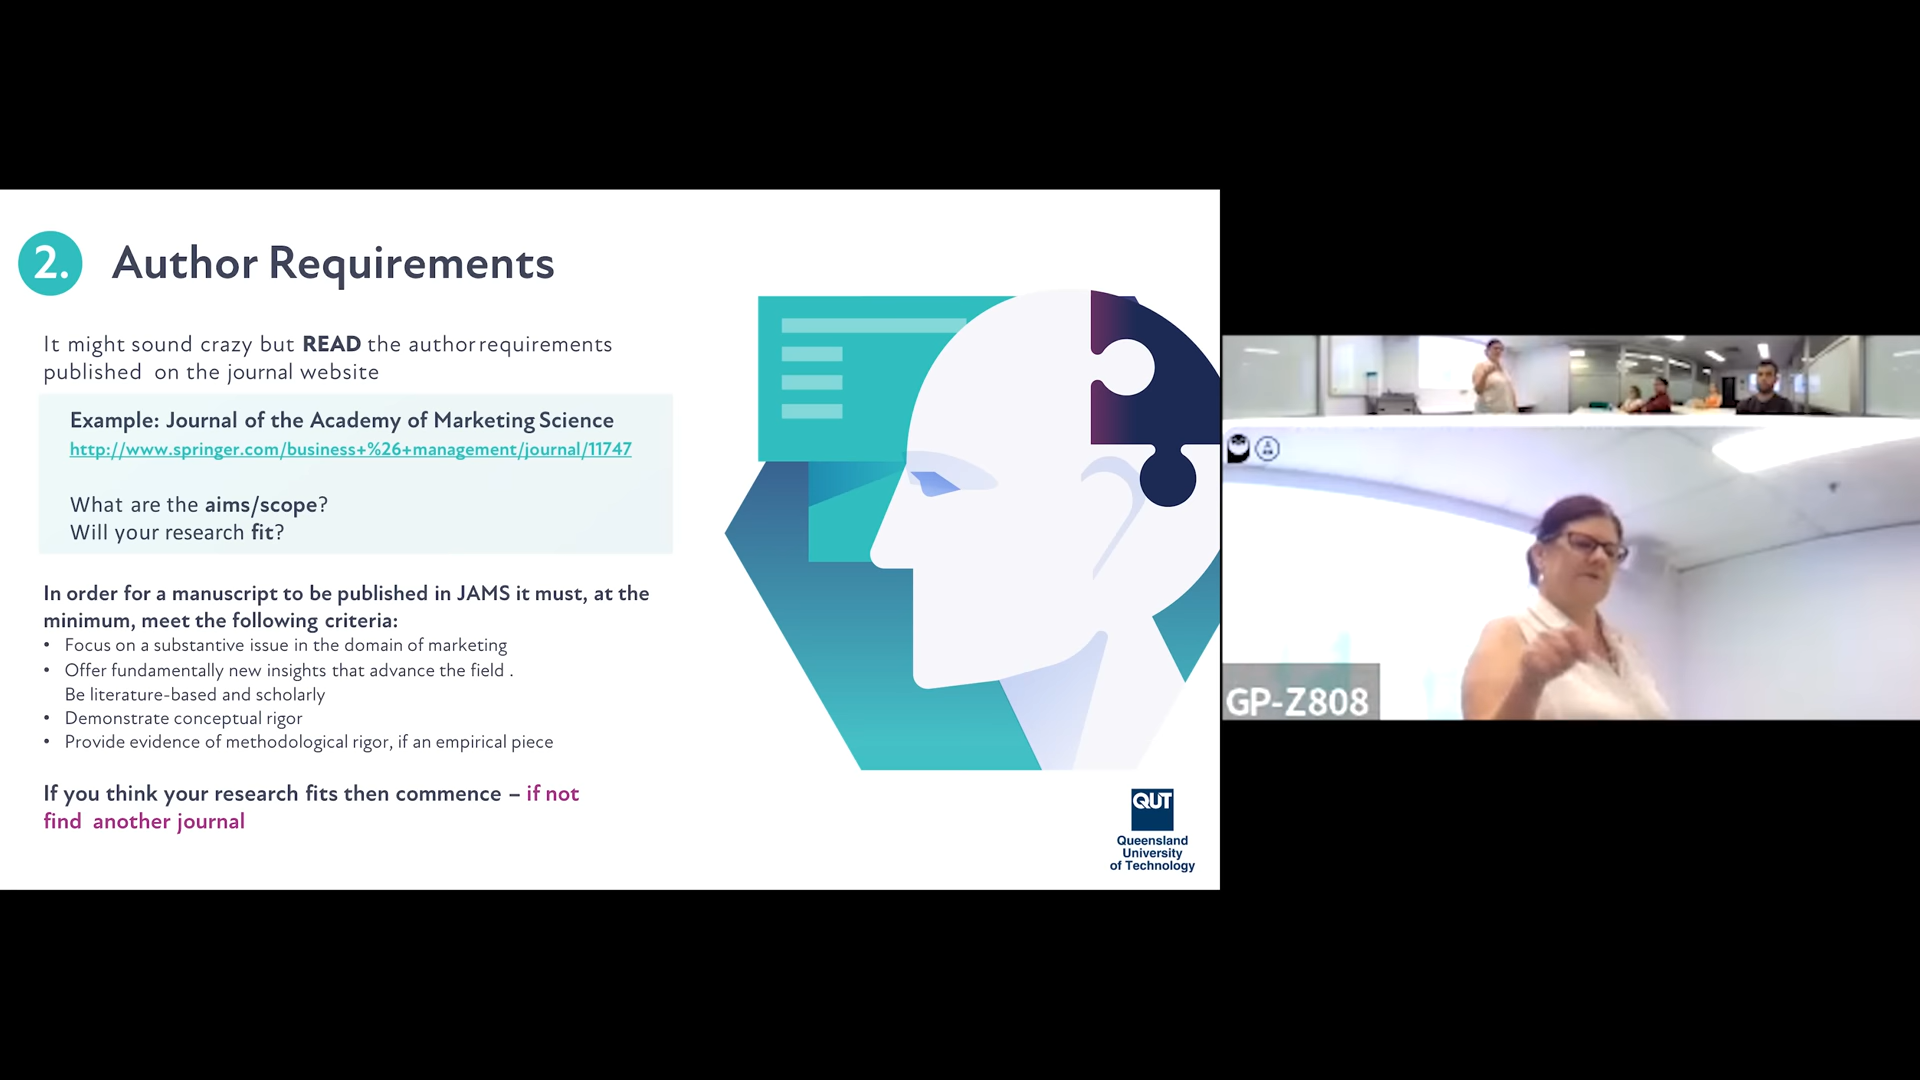 2. Author Requirements
It might sound crazy but READ the author requirements
published on the journal website
Example: Journal of the Academy of Marketing Science
http://www.springer.com/business+%26+management/journal/11747
What are the aims/scope?
Will your research fit?
In order for a manuscript to be published in JAMS it must, at the
minimum, meet the following criteria:
• Focus on a substantive issue in the domain of marketing
• Offer fundamentally new insights that advance the field .
Be literature-based and scholarly
• Demonstrate conceptual rigor
• Provide evidence of methodological rigor, if an empirical piece
If you think your research fits then commence – if not
find another journal
QUT
Queensland
University
of Technology
GP-Z808